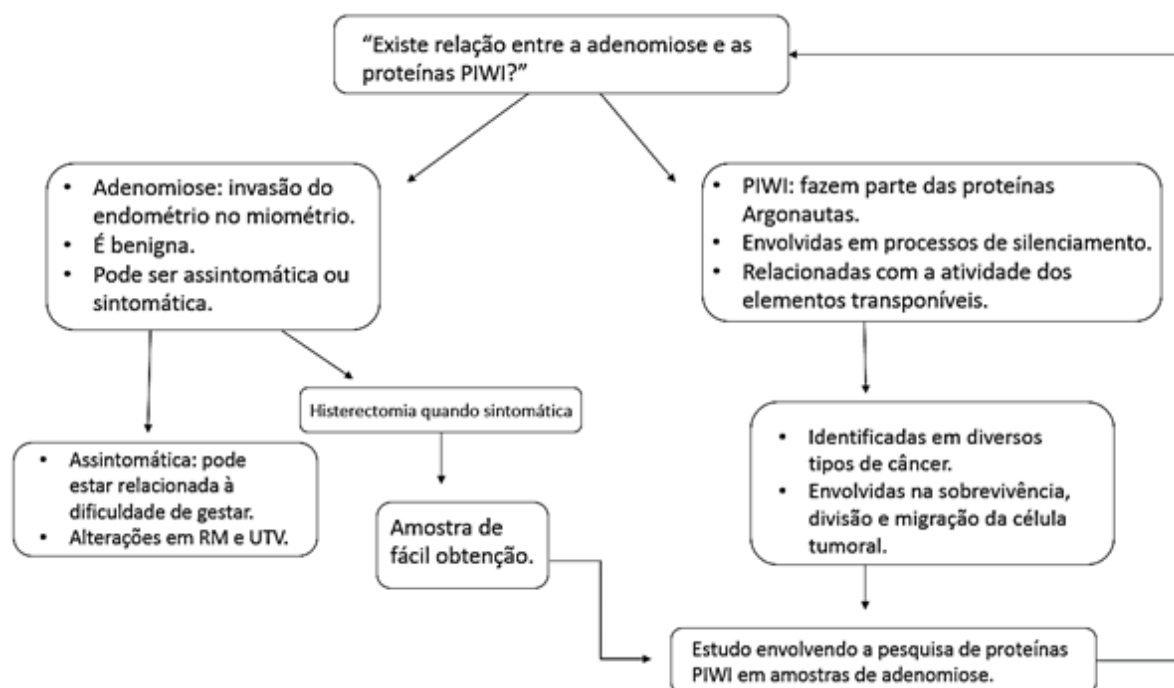 “Existe relação entre a adenomiose e as
proteínas PIWI?”
• Adenomiose: invasão do
endométrio no miométrio.
• É benigna.
• Pode ser assintomática ou
sintomática.
• PIWI: fazem parte das proteínas
Argonautas.
• Envolvidas em processos de silenciamento.
• Relacionadas com a atividade dos
elementos transponíveis.
Histerectomia quando sintomática
• Assintomática: pode
estar relacionada à
dificuldade de gestar.
• Alterações em RM e UTV.
Amostra de
fácil obtenção.
• Identificadas em diversos
tipos de câncer.
• Envolvidas na sobrevivência,
divisão e migração da célula
tumoral.
Estudo envolvendo a pesquisa de proteínas
PIWI em amostras de adenomiose.